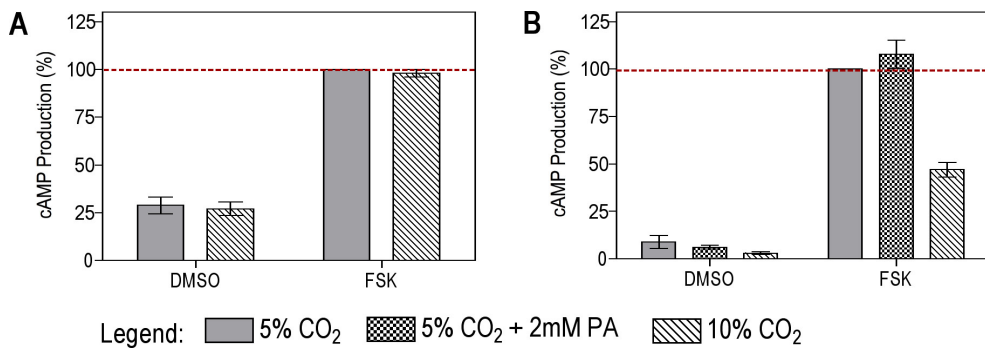 A
cAMP Production (%)
125
100
75
50
25
0
DMSO
FSK
B
cAMP Production (%)
125
100
75
50
25
0
DMSO
FSK
Legend: 5% CO₂ 5% CO₂ + 2mM PA 10% CO₂